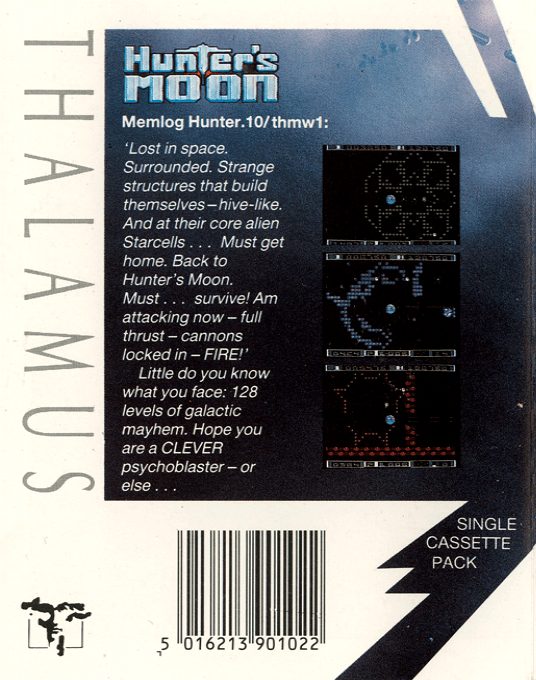 THALAMUS
Hunter's
MOON
Memlog Hunter.10/thmw1:
‘Lost in space.
Surrounded. Strange
structures that build
themselves – hive-like.
And at their core alien
Starcells . . . Must get
home. Back to
Hunter's Moon.
Must . . . survive! Am
attacking now – full
thrust – cannons
locked in – FIRE!’
Little do you know
what you face: 128
levels of galactic
mayhem. Hope you
are a CLEVER
psychoblaster – or
else . . .
SINGLE
CASSETTE
PACK
5 016213 901022